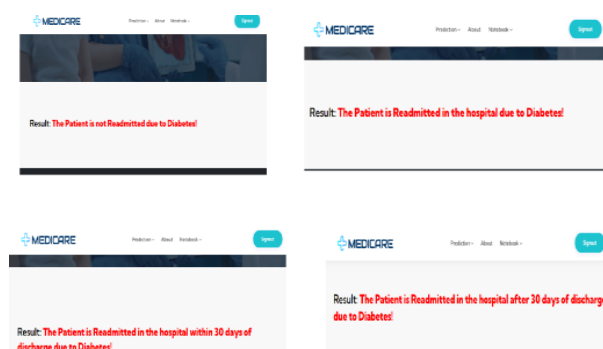 MEDICARE
Prediction
About
Notebook
Signout
Result: The Patient is not Readmitted due to Diabetes!
MEDICARE
Prediction
About
Notebook
Signout
Result: The Patient is Readmitted in the hospital due to Diabetes!
MEDICARE
Prediction
About
Notebook
Signout
Result: The Patient is Readmitted in the hospital within 30 days of
discharge due to Diabetes!
MEDICARE
Prediction
About
Notebook
Signout
Result: The Patient is Readmitted in the hospital after 30 days of discharge
due to Diabetes!